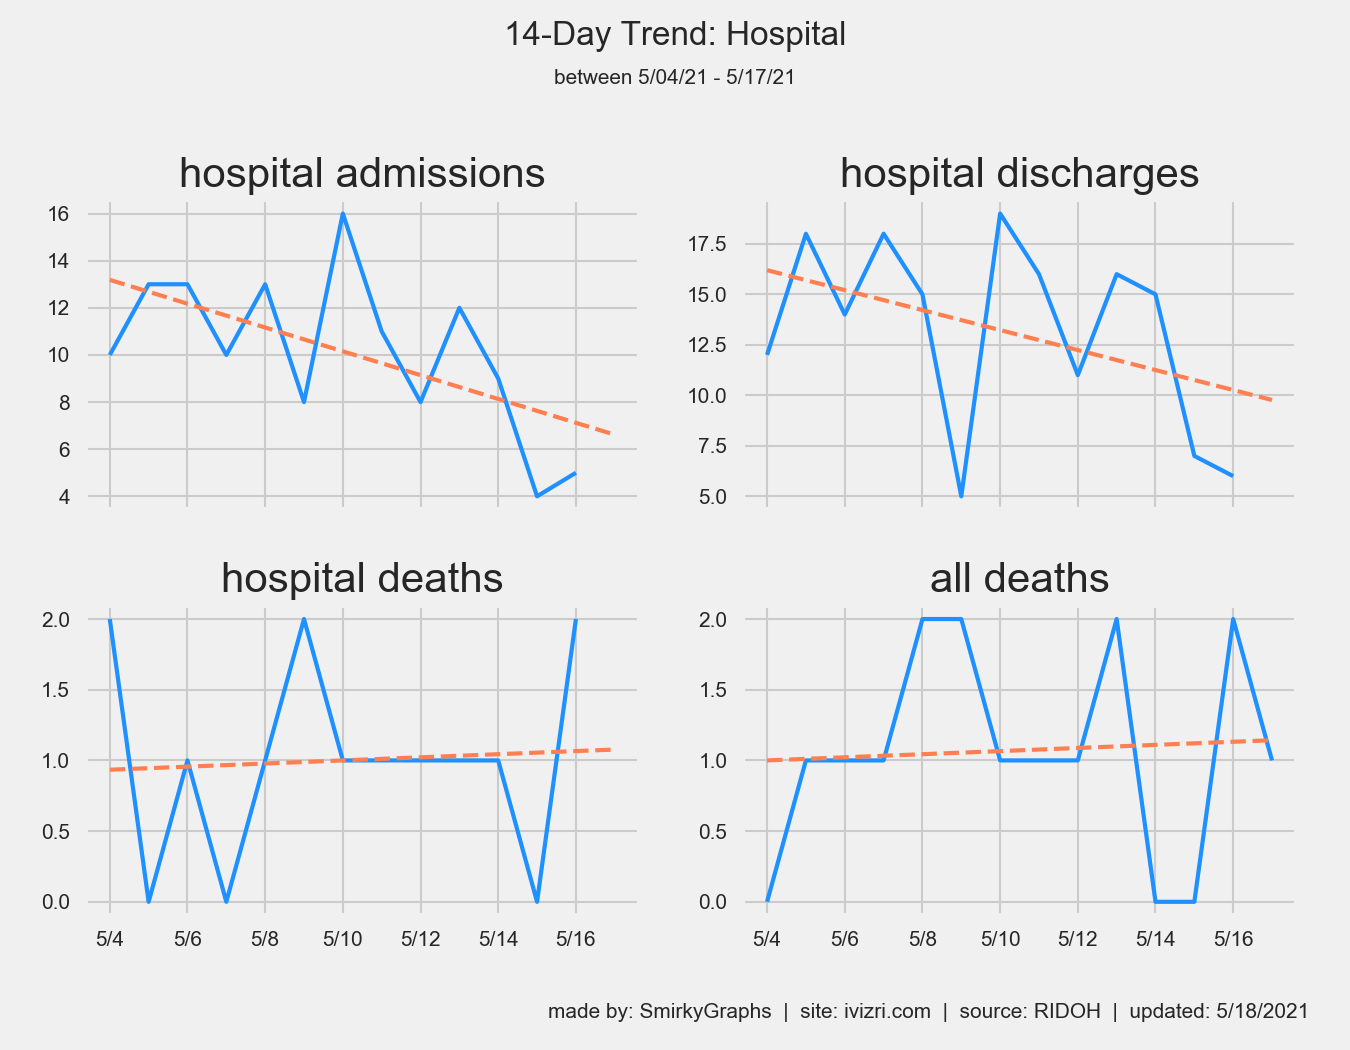 14-Day Trend: Hospital
between 5/04/21 - 5/17/21
hospital admissions
16
14
12
10
8
6
4
hospital discharges
17.5
15.0
12.5
10.0
7.5
5.0
hospital deaths
2.0
1.5
1.0
0.5
0.0
5/4 5/6 5/8 5/10 5/12 5/14 5/16
all deaths
2.0
1.5
1.0
0.5
0.0
5/4 5/6 5/8 5/10 5/12 5/14 5/16
made by: SmirkyGraphs | site: ivizri.com | source: RIDOH | updated: 5/18/2021